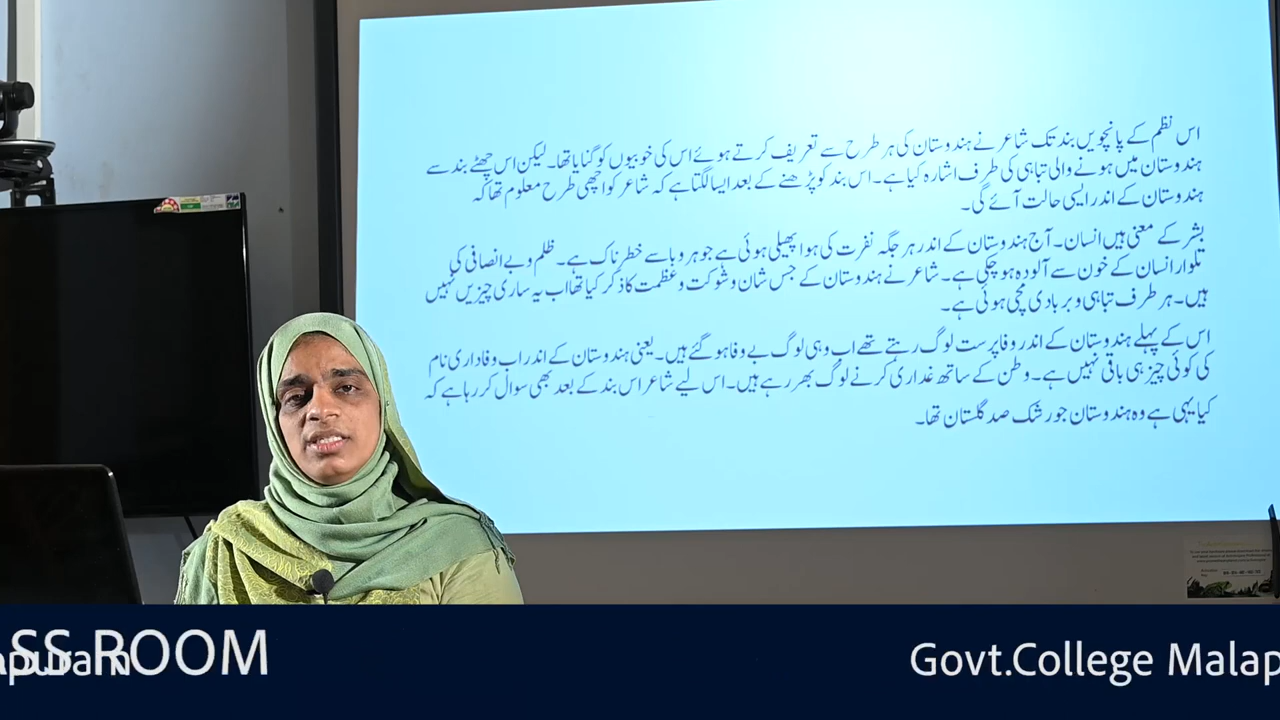 اس نظم کے پانچویں بند تک شاعر نے ہندوستان کی ہر طرح سے تعریف کرتے ہوئے اس کی خوبیوں کو گنایا تھا۔ لیکن اس چھٹے بند سے
ہندوستان میں ہونے والی تباہی کی طرف اشارہ کیا ہے۔ اس بند کو پڑھنے کے بعد ایسا لگتا ہے کہ شاعر کو اچھی طرح معلوم تھا کہ
ہندوستان کے اندر ایسی حالت آئے گی۔
بشر کے معنی ہیں انسان۔ آج ہندوستان کے اندر ہر جگہ نفرت کی ہوا پھیلی ہوئی ہے جو ہر وبا سے خطرناک ہے۔ ظلم و بے انصافی کی
تلوار انسان کے خون سے آلودہ ہو چکی ہے۔ شاعر نے ہندوستان کے جس شان و شوکت و عظمت کا ذکر کیا تھا اب یہ ساری چیزیں نہیں
ہیں۔ ہر طرف تباہی و بربادی مچی ہوئی ہے۔
اس کے پہلے ہندوستان کے اندر وفا پرست لوگ رہتے تھے اب وہی لوگ بے وفا ہو گئے ہیں۔ یعنی ہندوستان کے اندر اب وفاداری نام
کی کوئی چیز ہی باقی نہیں ہے۔ وطن کے ساتھ غداری کرنے لوگ بھر رہے ہیں۔ اس لیے شاعر اس بند کے بعد بھی سوال کر رہا ہے کہ
کیا یہی ہے وہ ہندوستان جو رشک صد گلستان تھا۔
SS ROOM
apuram
Govt.College Malap